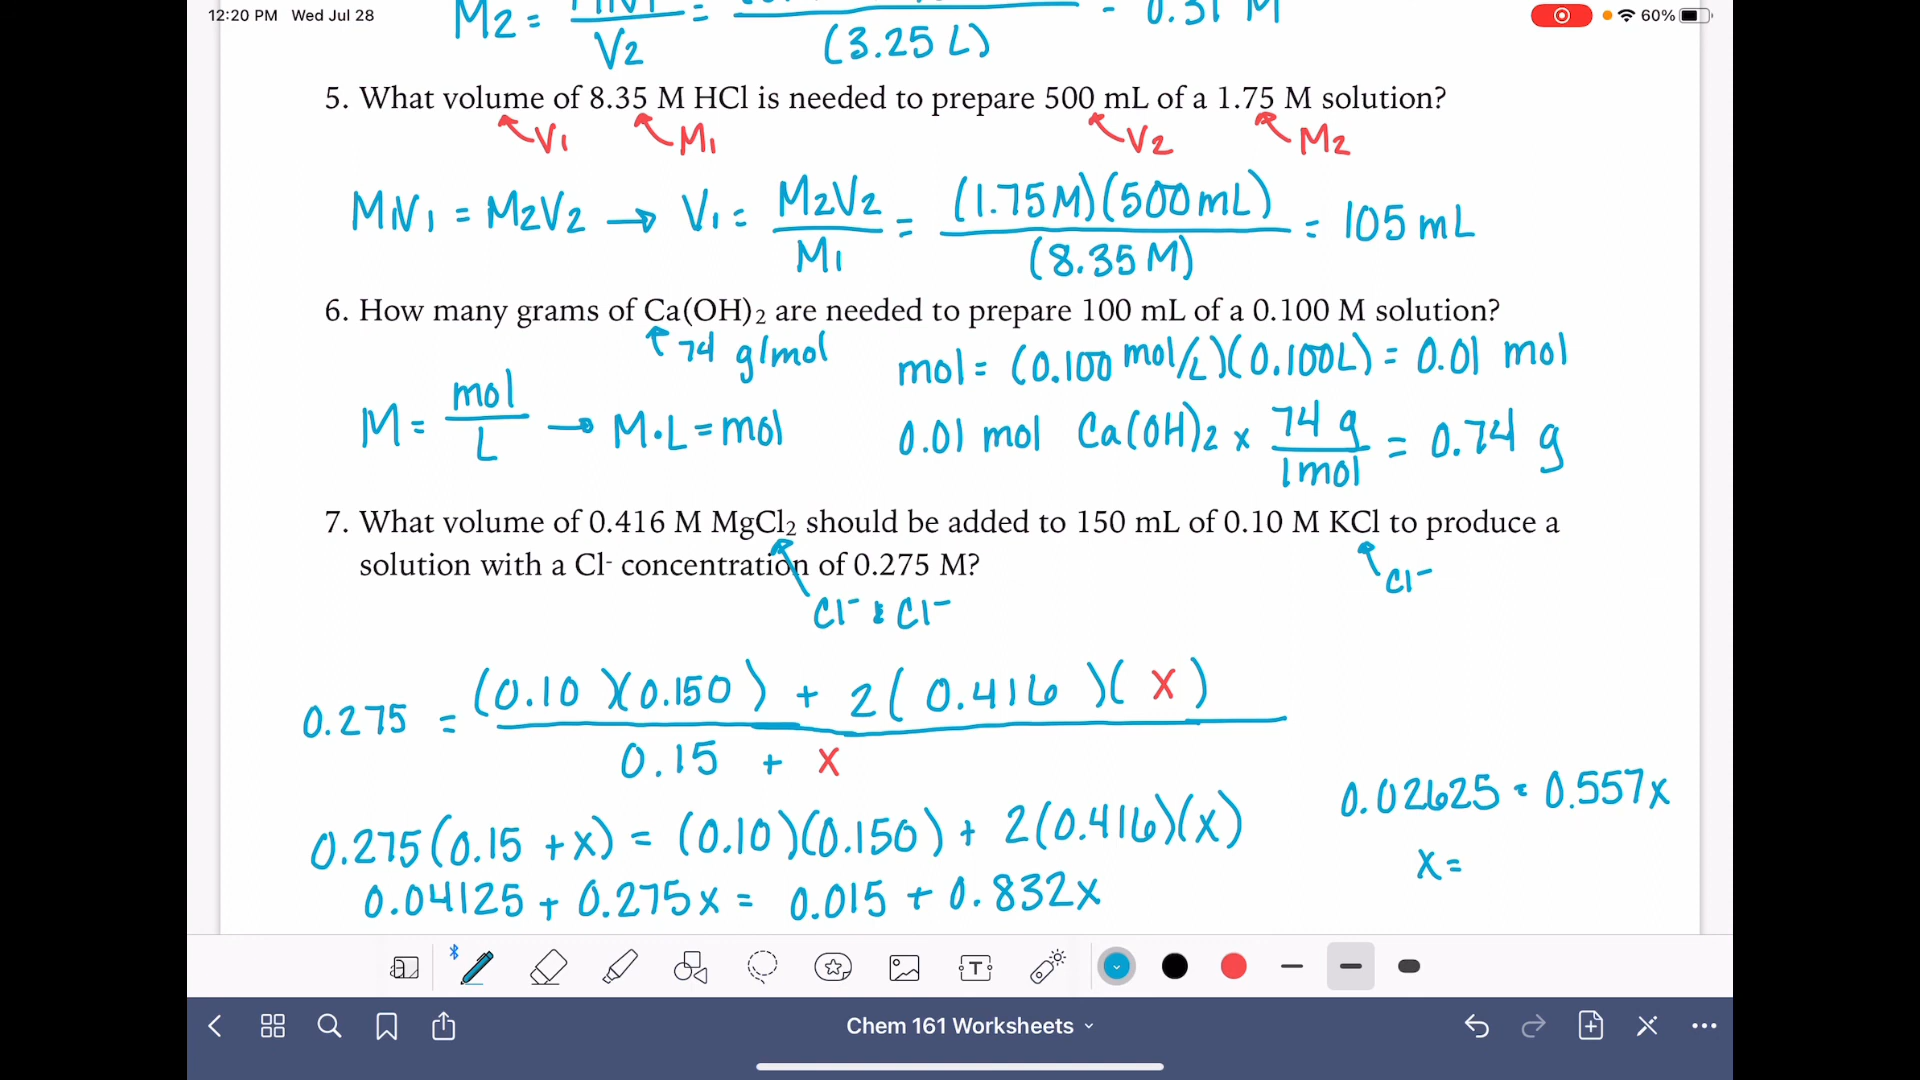 12:20 PM Wed Jul 28 60%
M2 = = = 0.31 M
V2 (3.25 L)
5. What volume of 8.35 M HCl is needed to prepare 500 mL of a 1.75 M solution?
V1 M1 V2 M2
M1V1 = M2V2 → V1 = M2V2 / M1 = (1.75M)(500mL) / (8.35 M) = 105 mL
6. How many grams of Ca(OH)2 are needed to prepare 100 mL of a 0.100 M solution?
74 g/mol
mol = (0.100 mol/L)(0.100L) = 0.01 mol
M = mol / L → M·L = mol
0.01 mol Ca(OH)2 x 74 g / 1 mol = 0.74 g
7. What volume of 0.416 M MgCl2 should be added to 150 mL of 0.10 M KCl to produce a
solution with a Cl- concentration of 0.275 M?
Cl-
Cl- & Cl-
0.275 = (0.10)(0.150) + 2(0.416)(x)
0.15 + x
0.275(0.15 + x) = (0.10)(0.150) + 2(0.416)(x)
0.04125 + 0.275x = 0.015 + 0.832x
0.02625 = 0.557x
x =
Chem 161 Worksheets